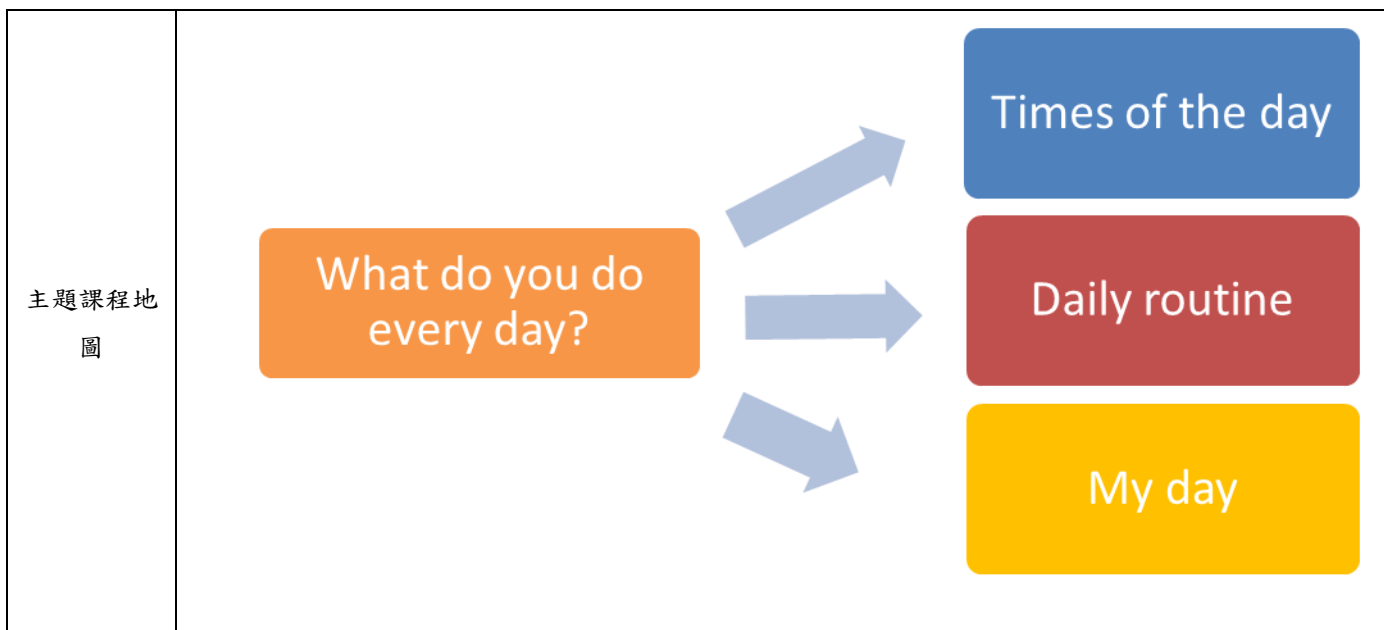 主題課程地
圖
What do you do
every day?
Times of the day
Daily routine
My day